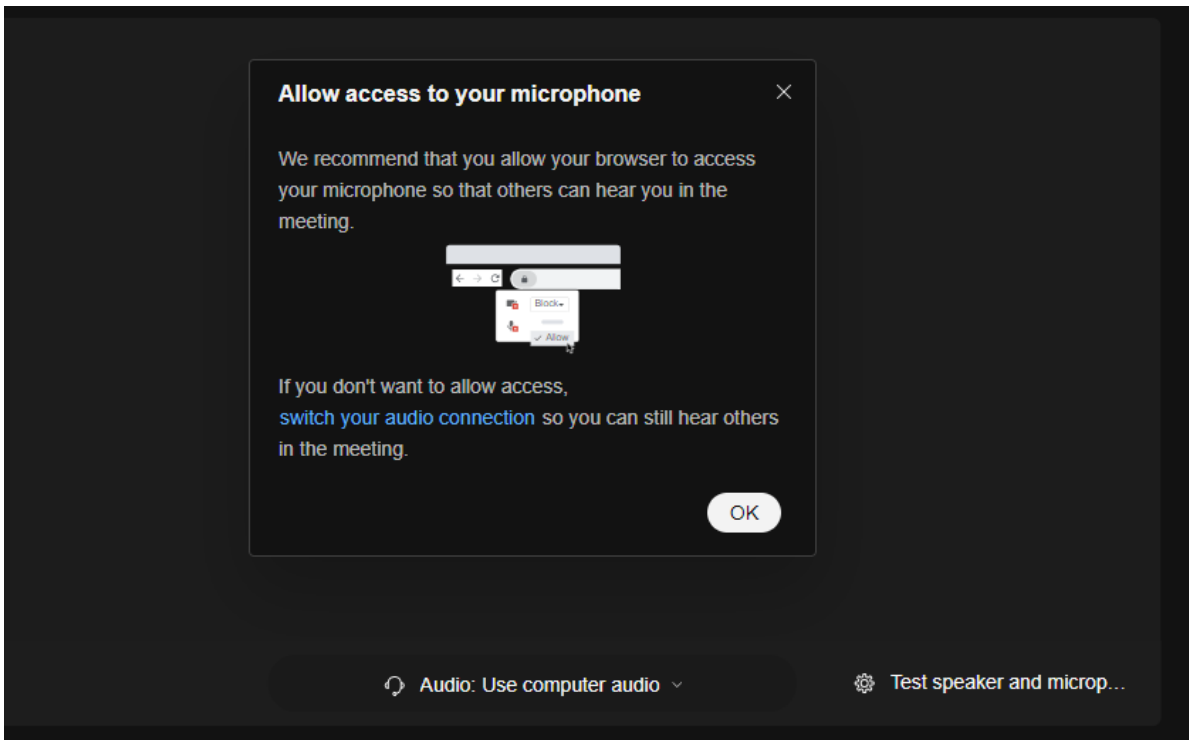 Allow access to your microphone
We recommend that you allow your browser to access
your microphone so that others can hear you in the
meeting.
Block
Allow
If you don't want to allow access,
switch your audio connection so you can still hear others
in the meeting.
OK
Audio: Use computer audio
Test speaker and microp...